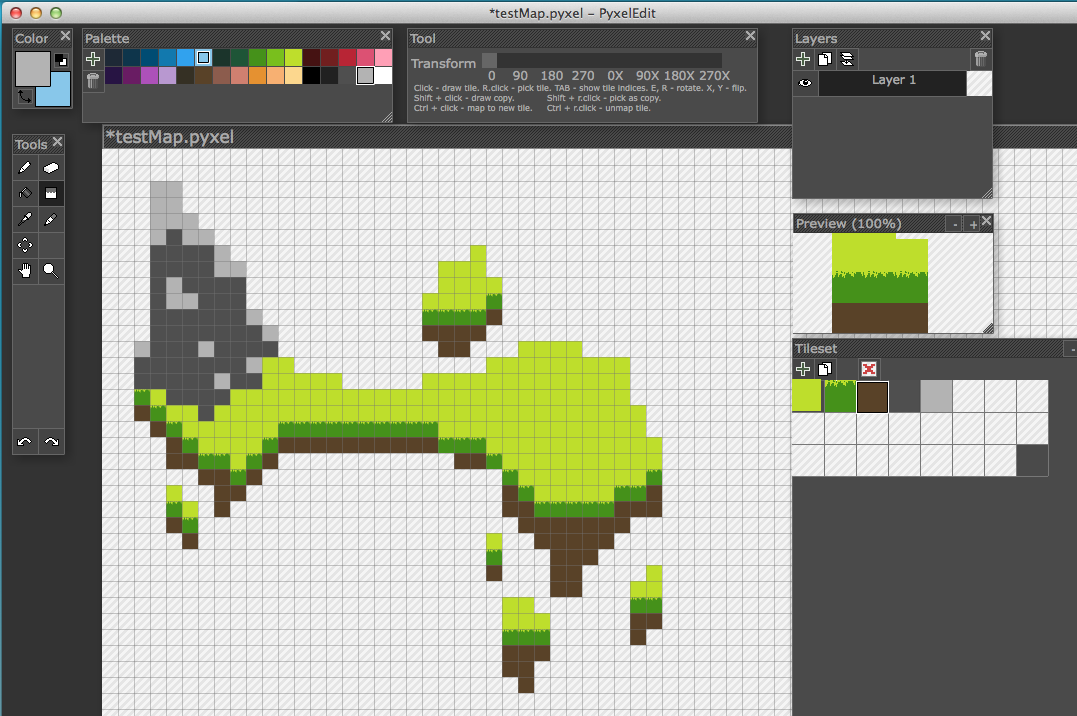 *testMap.pyxel - PyxelEdit
Color
Palette
Tool
Transform
0 90 180 270 0X 90X 180X 270X
Click - draw tile. R.click - pick tile. TAB - show tile indices. E, R - rotate. X, Y - flip.
Shift + click - draw copy. Shift + r.click - pick as copy.
Ctrl + click - map to new tile. Ctrl + r.click - unmap tile.
Layers
Layer 1
*testMap.pyxel
Tools
Preview (100%)
- +
Tileset
-